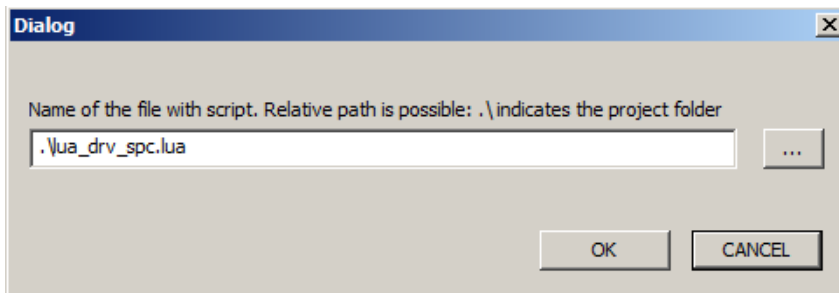 Dialog
Name of the file with script. Relative path is possible: .\ indicates the project folder
.\lua_drv_spc.lua
...
OK
CANCEL